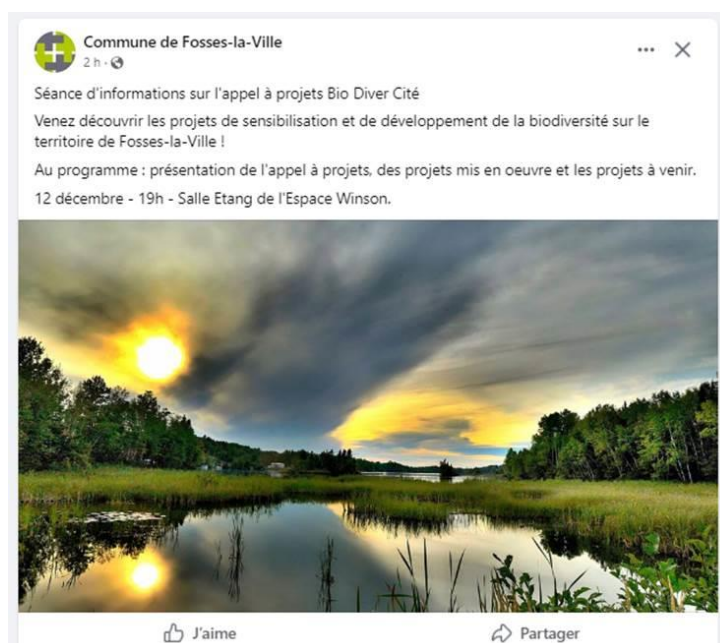 Commune de Fosses-la-Ville
2 h ·
Séance d'informations sur l'appel à projets Bio Diver Cité
Venez découvrir les projets de sensibilisation et de développement de la biodiversité sur le
territoire de Fosses-la-Ville !
Au programme : présentation de l'appel à projets, des projets mis en oeuvre et les projets à venir.
12 décembre - 19h - Salle Etang de l'Espace Winson.
J'aime
Partager